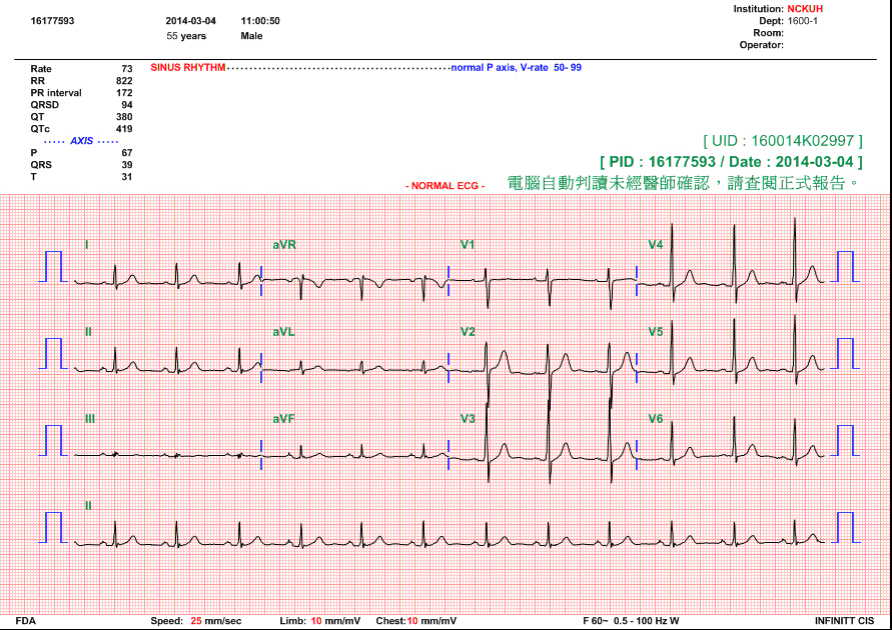 Institution: NCKUH
16177593 2014-03-04 11:00:50 Dept: 1600-1
55 years Male Room:
Operator:
Rate 73 SINUS RHYTHM--------------------normal P axis, V-rate 50- 99
RR 822
PR interval 172
QRSD 94
QT 380
QTc 419
----- AXIS -----
P 67
QRS 39
T 31
[ UID : 160014K02997 ]
[ PID : 16177593 / Date : 2014-03-04 ]
- NORMAL ECG - 電腦自動判讀未經醫師確認，請查閱正式報告。
I aVR V1 V4
II aVL V2 V5
III aVF V3 V6
II
FDA Speed: 25 mm/sec Limb: 10 mm/mV Chest: 10 mm/mV F 60~ 0.5 - 100 Hz W INFINITT CIS